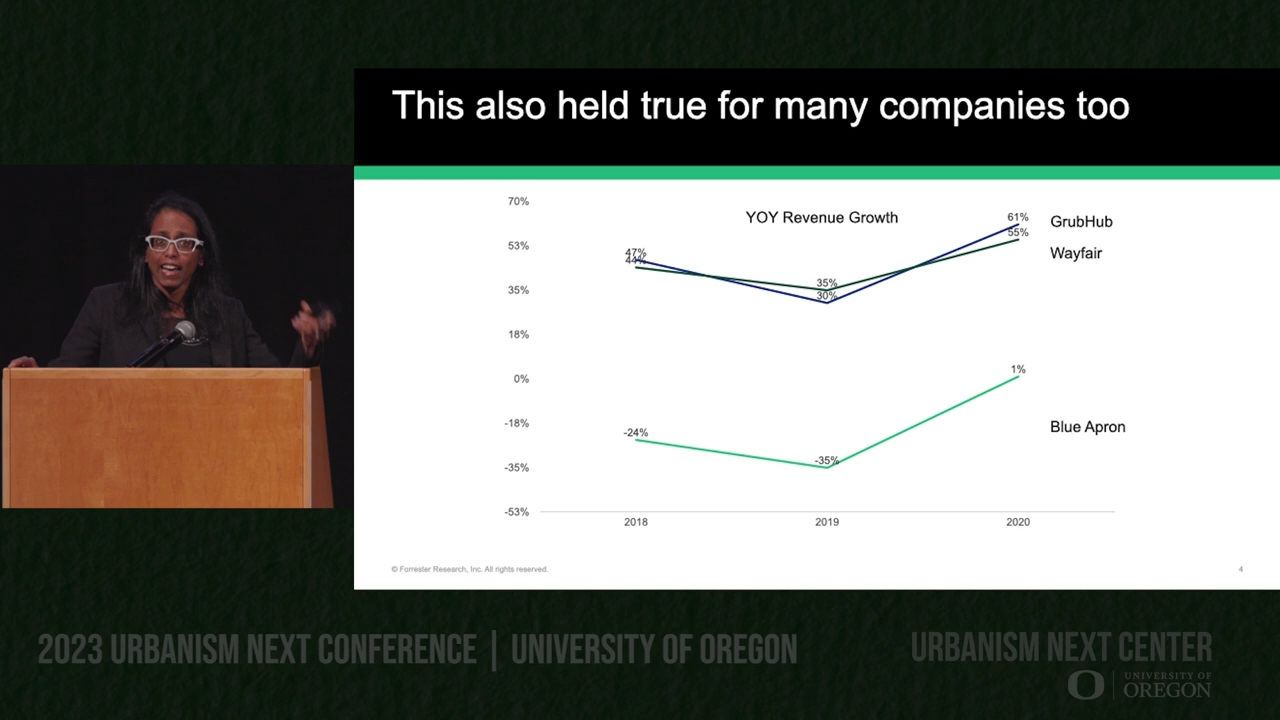 This also held true for many companies too
YOY Revenue Growth
70%
53%
35%
18%
0%
-18%
-35%
-53%
47%
44%
35%
30%
61%
55%
-24%
-35%
1%
GrubHub
Wayfair
Blue Apron
2018
2019
2020
© Forrester Research, Inc. All rights reserved.
4
2023 URBANISM NEXT CONFERENCE | UNIVERSITY OF OREGON
URBANISM NEXT CENTER
O
UNIVERSITY OF
OREGON